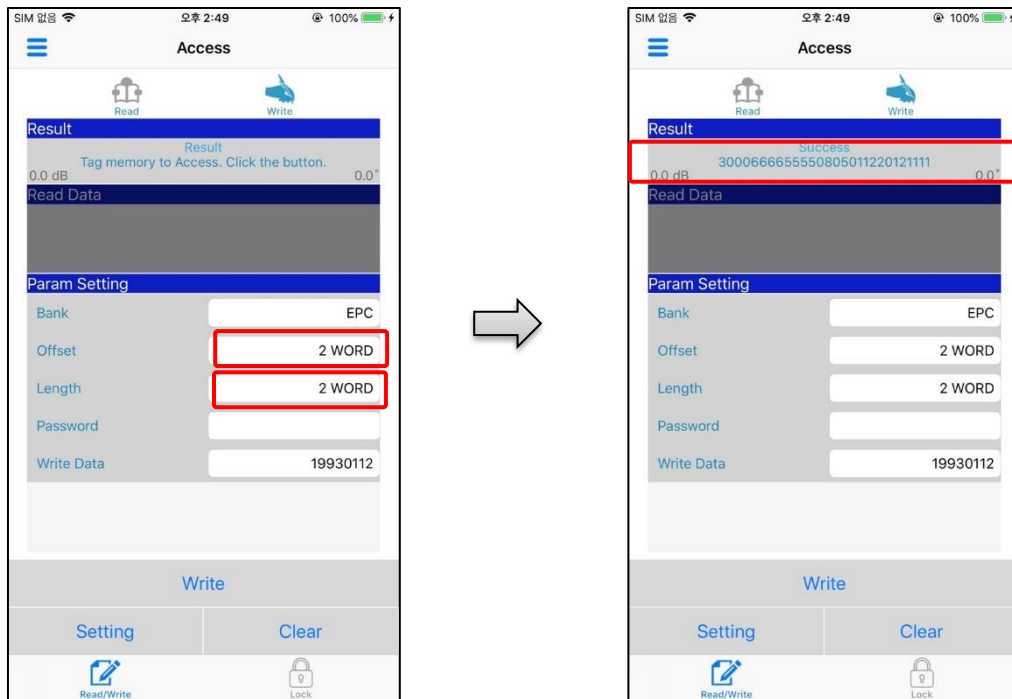 SIM 없음 오후 2:49 100%
Access
Read Write
Result
Result
Tag memory to Access. Click the button.
0.0 dB 0.0˚
Read Data
Param Setting
Bank EPC
Offset 2 WORD
Length 2 WORD
Password
Write Data 19930112
Write
Setting Clear
Read/Write Lock
SIM 없음 오후 2:49 100%
Access
Read Write
Result
Success
3000666655550805011220121111
0.0 dB 0.0˚
Read Data
Param Setting
Bank EPC
Offset 2 WORD
Length 2 WORD
Password
Write Data 19930112
Write
Setting Clear
Read/Write Lock